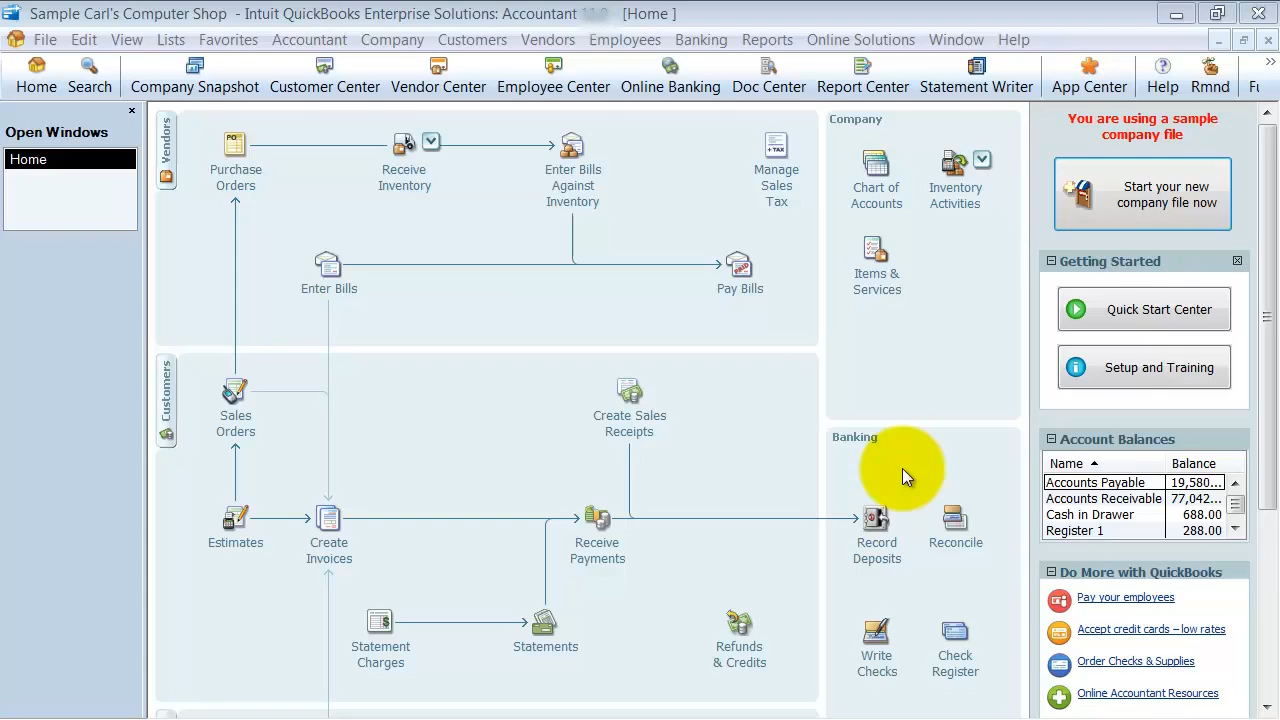 Sample Carl's Computer Shop - Intuit QuickBooks Enterprise Solutions: Accountant [Home ]
File Edit View Lists Favorites Accountant Company Customers Vendors Employees Banking Reports Online Solutions Window Help
Home Search Company Snapshot Customer Center Vendor Center Employee Center Online Banking Doc Center Report Center Statement Writer App Center Help Rmnd
Open Windows
Home
Vendors
PO
Purchase
Orders
Receive
Inventory
Enter Bills
Against
Inventory
+ TAX
Manage
Sales
Tax
Enter Bills
PAID
Pay Bills
Customers
Sales
Orders
Create Sales
Receipts
Estimates
Create
Invoices
Receive
Payments
Statement
Charges
Statements
Refunds
& Credits
Company
Chart of
Accounts
Inventory
Activities
Items &
Services
Banking
Record
Deposits
Reconcile
Write
Checks
Check
Register
You are using a sample
company file
Start your new
company file now
Getting Started
Quick Start Center
Setup and Training
Account Balances
Name Balance
Accounts Payable 19,580...
Accounts Receivable 77,042...
Cash in Drawer 638.00
Register 1 288.00
Do More with QuickBooks
Pay your employees
Accept credit cards – low rates
Order Checks & Supplies
Online Accountant Resources